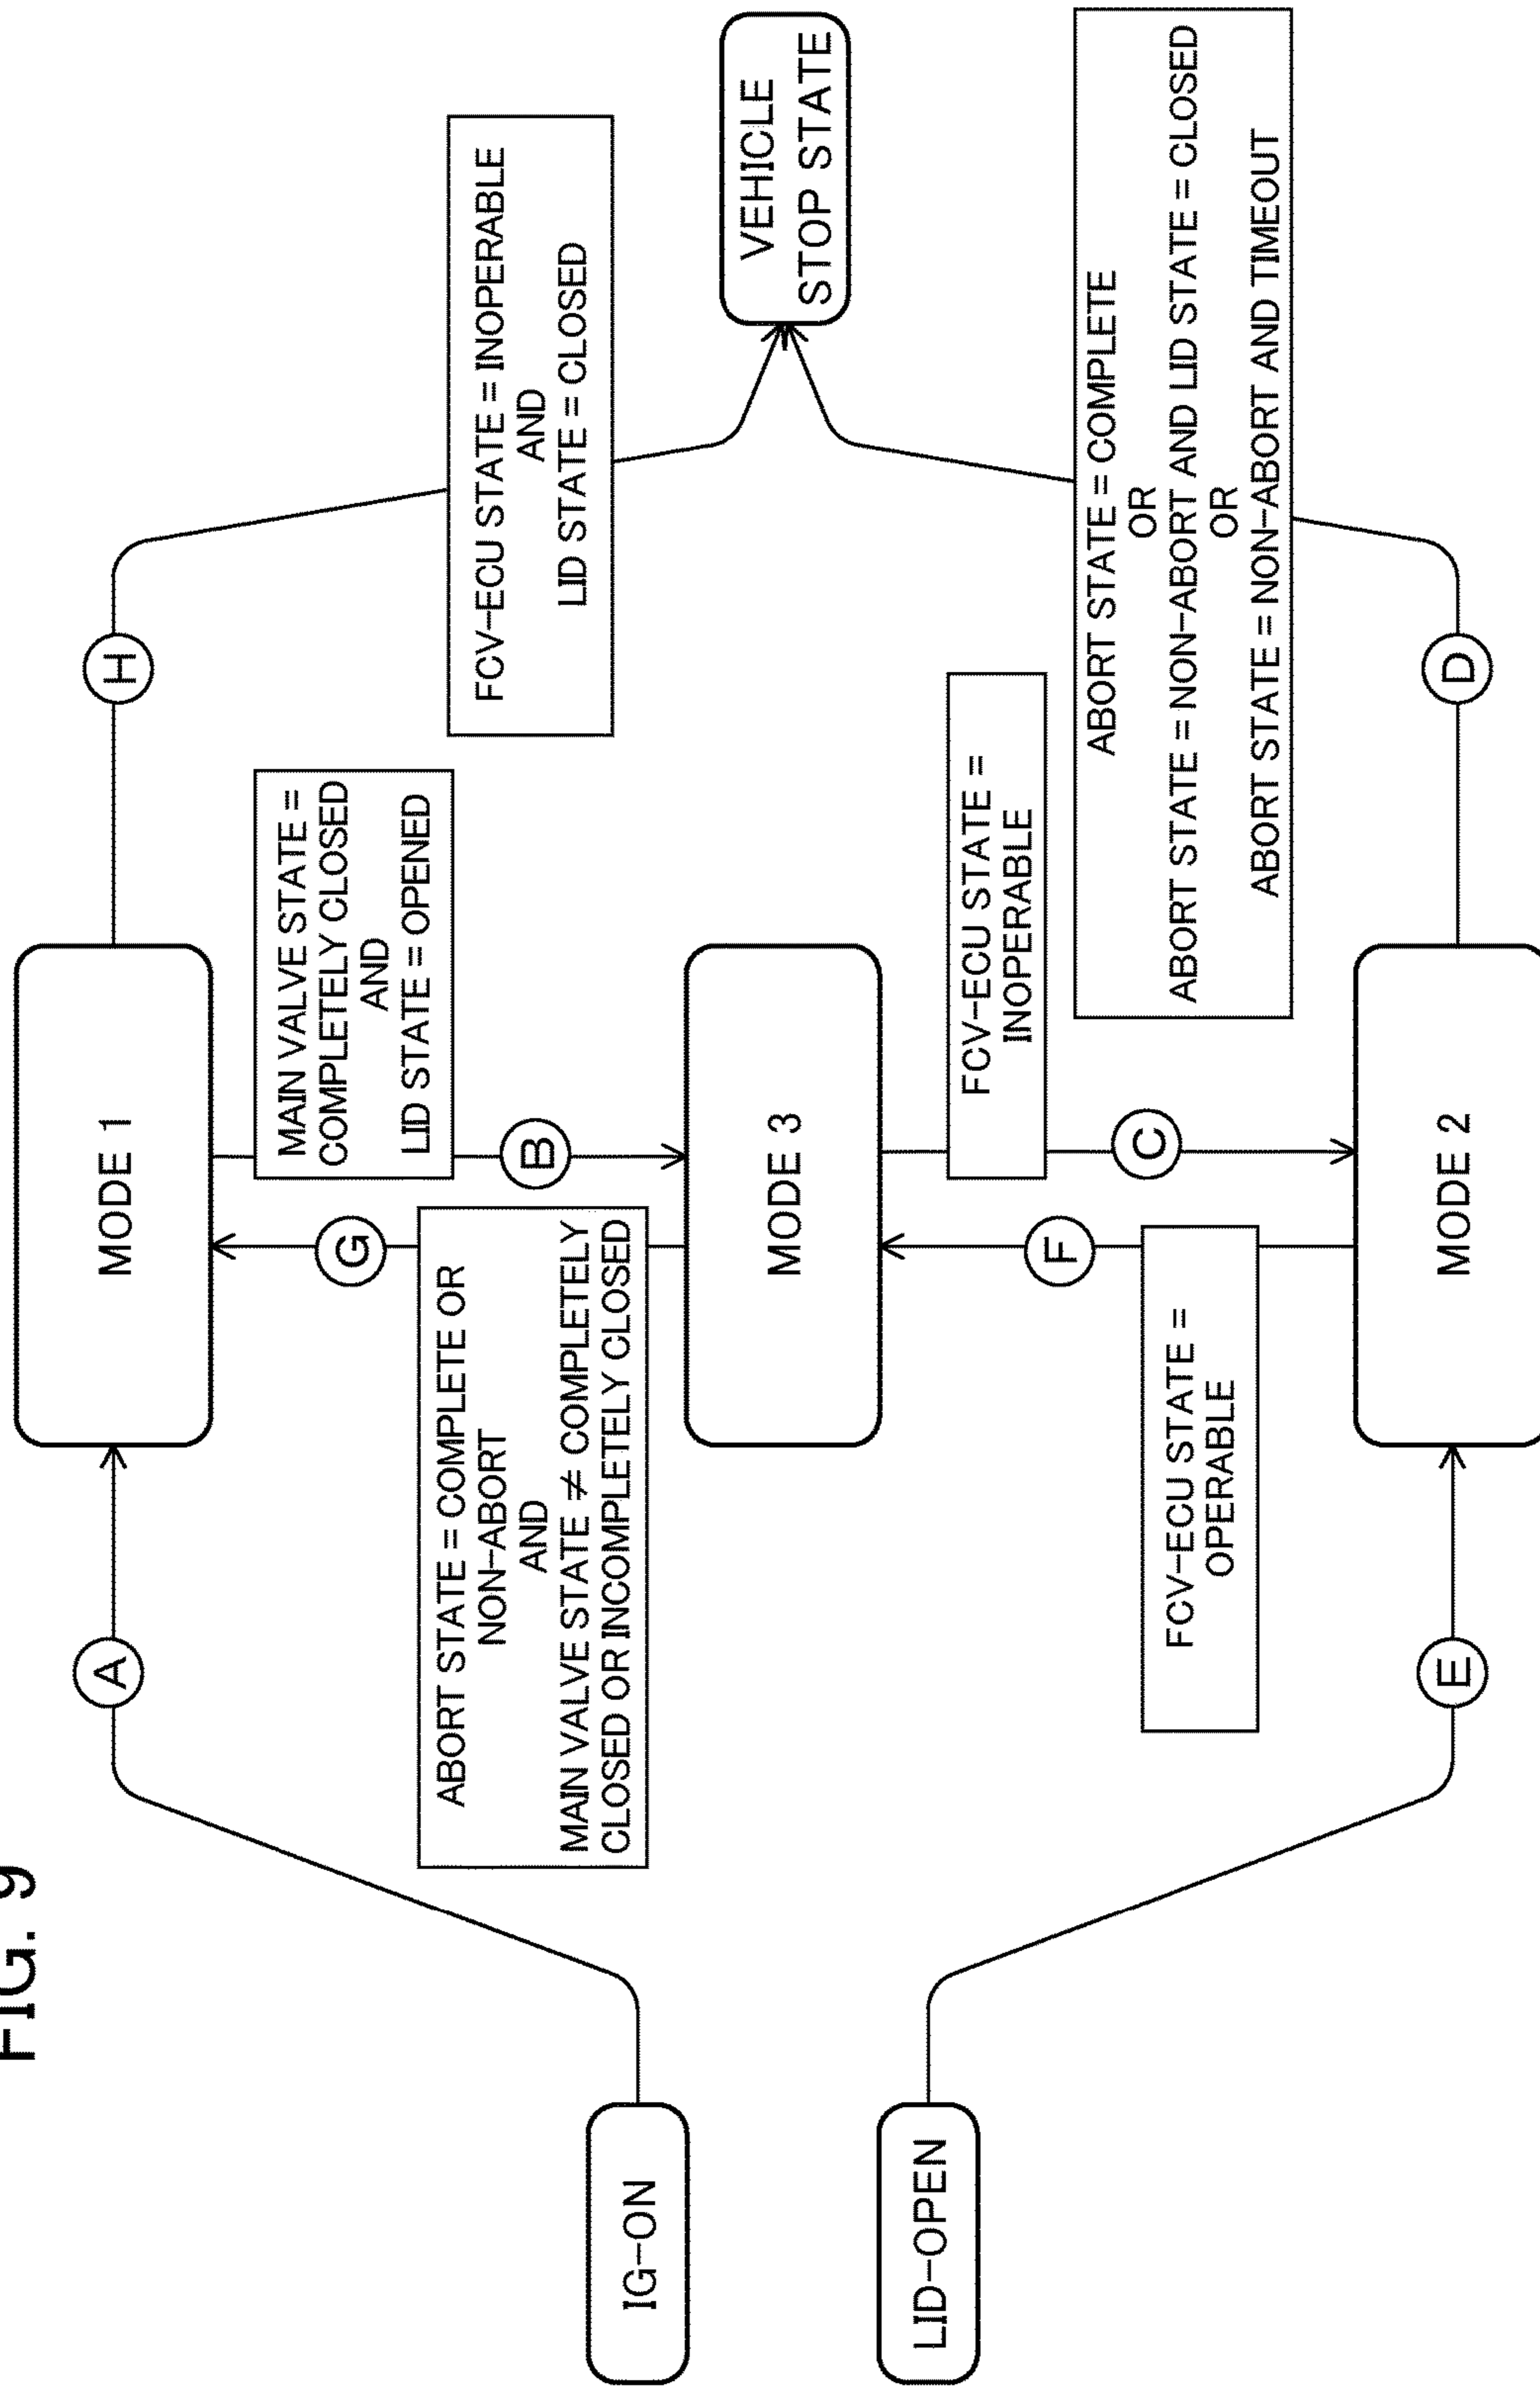 FIG. 9
IG-ON
LID-OPEN
A
E
MODE 1
MODE 3
MODE 2
G
ABORT STATE = COMPLETE OR
NON-ABORT
AND
MAIN VALVE STATE ≠ COMPLETELY
CLOSED OR INCOMPLETELY CLOSED
MAIN VALVE STATE =
COMPLETELY CLOSED
AND
LID STATE = OPENED
B
F
FCV-ECU STATE =
OPERABLE
FCV-ECU STATE =
INOPERABLE
C
H
FCV-ECU STATE = INOPERABLE
AND
LID STATE = CLOSED
VEHICLE
STOP STATE
ABORT STATE = COMPLETE
OR
ABORT STATE = NON-ABORT AND LID STATE = CLOSED
OR
ABORT STATE = NON-ABORT AND TIMEOUT
D